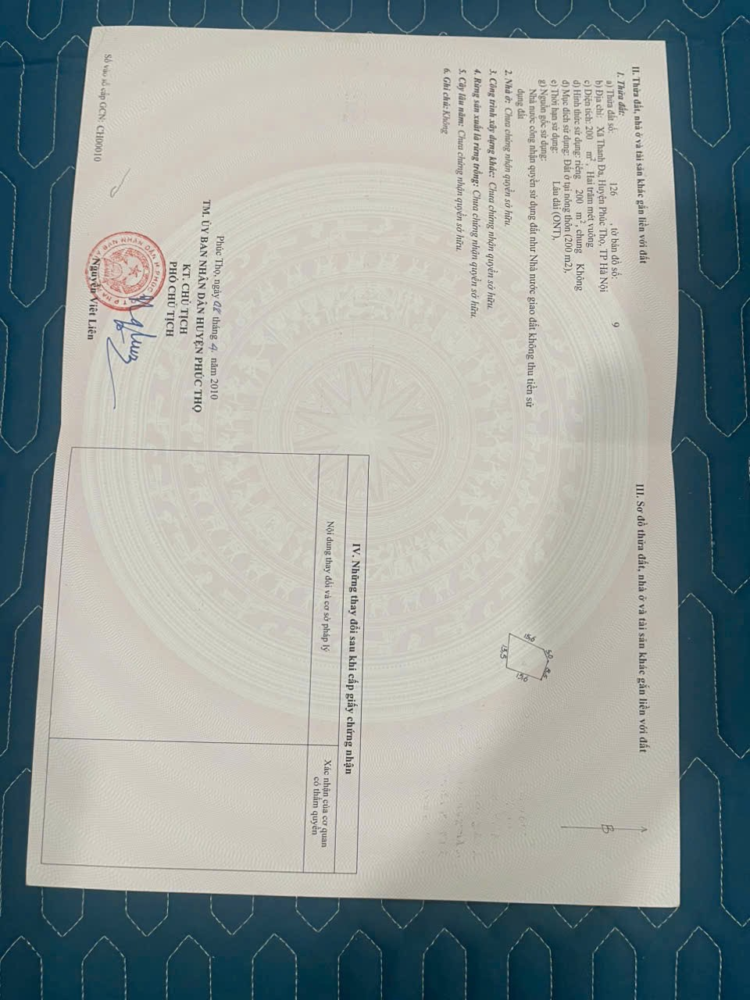 II. Thửa đất, nhà ở và tài sản khác gắn liền với đất
1. Thửa đất:
a) Thửa đất số: 126 , tờ bản đồ số: 9
b) Địa chỉ: Xã Thanh Đa, Huyện Phúc Thọ, TP Hà Nội
c) Diện tích: 200 m², Hai trăm mét vuông
d) Hình thức sử dụng: riêng 200 m², chung Không
đ) Mục đích sử dụng: Đất ở tại nông thôn (200 m2),
e) Thời hạn sử dụng: Lâu dài (ONT),
g) Nguồn gốc sử dụng:
Nhà nước công nhận quyền sử dụng đất như Nhà nước giao đất không thu tiền sử
dụng đất
2. Nhà ở: Chưa chứng nhận quyền sở hữu.
3. Công trình xây dựng khác: Chưa chứng nhận quyền sở hữu.
4. Rừng sản xuất là rừng trồng: Chưa chứng nhận quyền sở hữu.
5. Cây lâu năm: Chưa chứng nhận quyền sở hữu.
6. Ghi chú: Không
Phúc Thọ, ngày 08 tháng 4 năm 2010
TM. ỦY BAN NHÂN DÂN HUYỆN PHÚC THỌ
KT. CHỦ TỊCH
PHÓ CHỦ TỊCH
Nguyễn Viết Liên
Số vào sổ cấp GCN: CH00010
III. Sơ đồ thửa đất, nhà ở và tài sản khác gắn liền với đất
B
5.0
15,6
15,6
13,5
IV. Những thay đổi sau khi cấp giấy chứng nhận
Nội dung thay đổi và cơ sở pháp lý
Xác nhận của cơ quan
có thẩm quyền